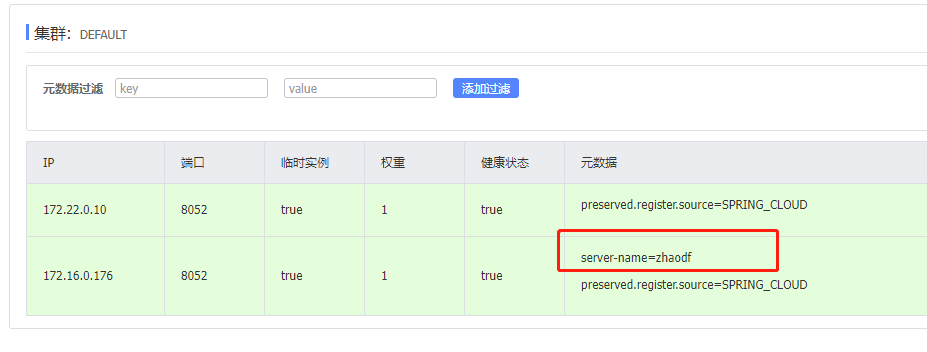 集群： DEFAULT
元数据过滤 key value 添加过滤
IP 端口 临时实例 权重 健康状态 元数据
172.22.0.10 8052 true 1 true preserved.register.source=SPRING_CLOUD
172.16.0.176 8052 true 1 true server-name=zhaodf
preserved.register.source=SPRING_CLOUD